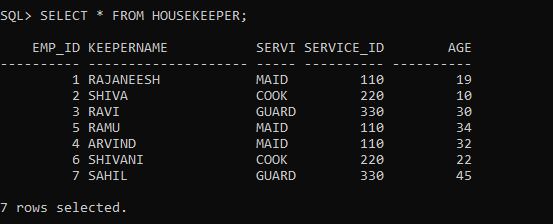 SQL> SELECT * FROM HOUSEKEEPER;
    EMP_ID KEEPERNAME           SERVI SERVICE_ID        AGE
---------- -------------------- ----- ---------- ----------
         1 RAJANEESH            MAID         110         19
         2 SHIVA                COOK         220         10
         3 RAVI                 GUARD        330         30
         5 RAMU                 MAID         110         34
         4 ARVIND               MAID         110         32
         6 SHIVANI              COOK         220         22
         7 SAHIL                GUARD        330         45
7 rows selected.